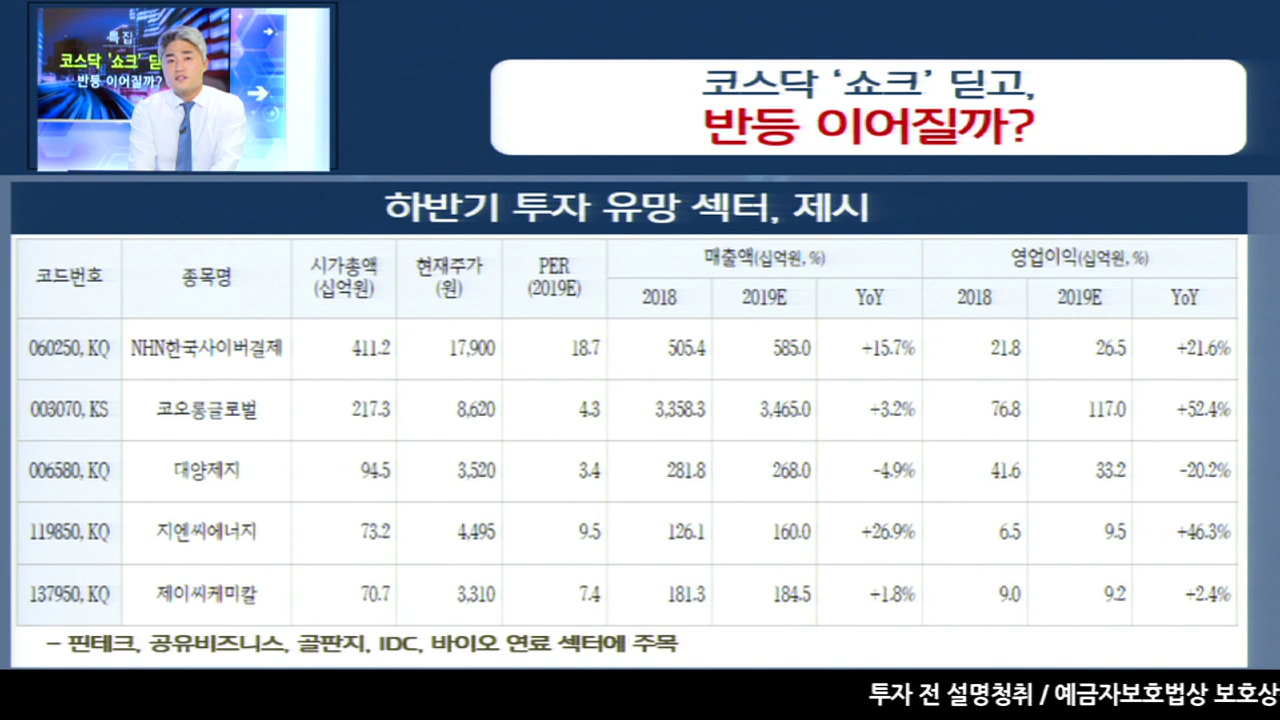 특집
코스닥 '쇼크' 딛
반등 이어질까?
코스닥 '쇼크' 딛고,
반등 이어질까?
하반기 투자 유망 섹터, 제시
코드번호 종목명 시가총액 (십억원) 현재주가 (원) PER (2019E) 매출액(십억원, %) 영업이익(십억원, %)
2018 2019E YoY 2018 2019E YoY
060250, KQ NHN한국사이버결제 411.2 17,900 18.7 505.4 585.0 +15.7% 21.8 26.5 +21.6%
003070, KS 코오롱글로벌 217.3 8,620 4.3 3,358.3 3,465.0 +3.2% 76.8 117.0 +52.4%
006580, KQ 대양제지 94.5 3,520 3.4 281.8 268.0 -4.9% 41.6 33.2 -20.2%
119850, KQ 지엔씨에너지 73.2 4,495 9.5 126.1 160.0 +26.9% 6.5 9.5 +46.3%
137950, KQ 제이씨케미칼 70.7 3,310 7.4 181.3 184.5 +1.8% 9.0 9.2 +2.4%
- 핀테크, 공유비즈니스, 골판지, IDC, 바이오 연료 섹터에 주목
투자 전 설명청취 / 예금자보호법상 보호상